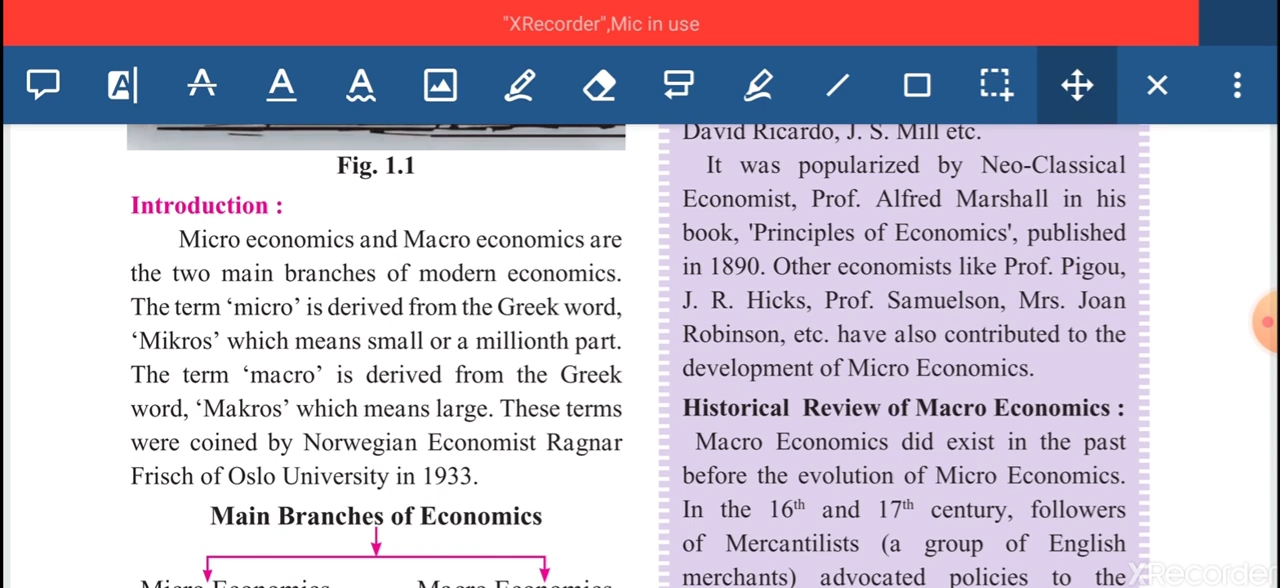 "XRecorder",Mic in use
Fig. 1.1
Introduction :
Micro economics and Macro economics are
the two main branches of modern economics.
The term ‘micro’ is derived from the Greek word,
‘Mikros’ which means small or a millionth part.
The term ‘macro’ is derived from the Greek
word, ‘Makros’ which means large. These terms
were coined by Norwegian Economist Ragnar
Frisch of Oslo University in 1933.
Main Branches of Economics
Micro Economics
Macro Economics
David Ricardo, J. S. Mill etc.
It was popularized by Neo-Classical
Economist, Prof. Alfred Marshall in his
book, 'Principles of Economics', published
in 1890. Other economists like Prof. Pigou,
J. R. Hicks, Prof. Samuelson, Mrs. Joan
Robinson, etc. have also contributed to the
development of Micro Economics.
Historical Review of Macro Economics :
Macro Economics did exist in the past
before the evolution of Micro Economics.
In the 16th and 17th century, followers
of Mercantilists (a group of English
merchants) advocated policies to the
XRecorder